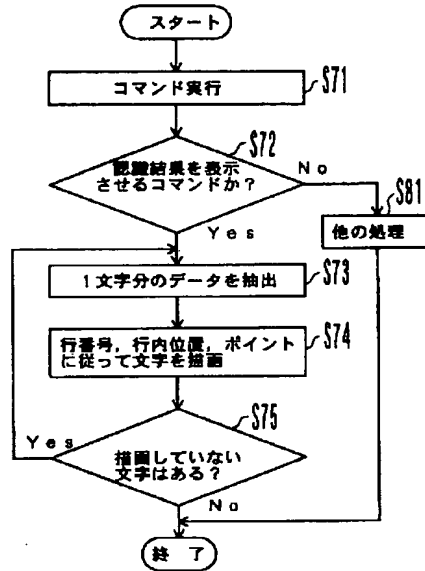 スタート
コマンド実行
S71
S72
認識結果を表示
させるコマンドか？
No
S81
Yes
他の処理
1文字分のデータを抽出
S73
行番号，行内位置，ポイント
に従って文字を描画
S74
S75
Yes
描画していない
文字はある？
No
終 了